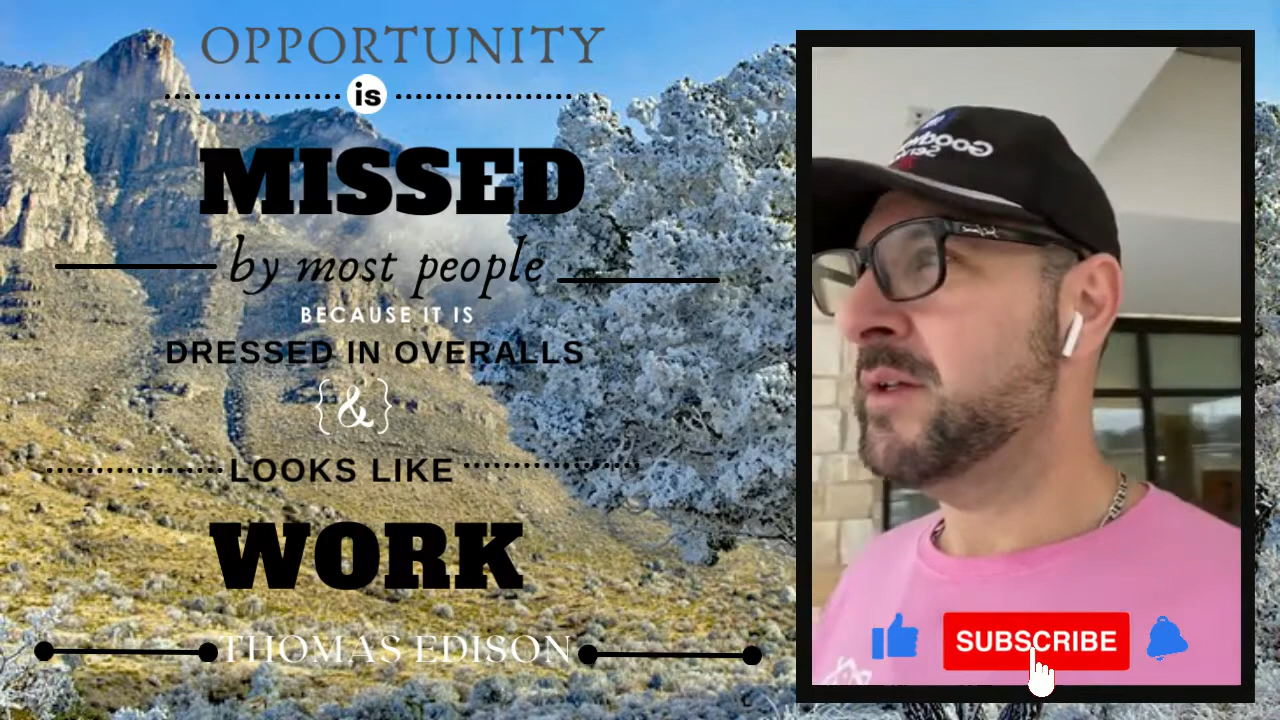 OPPORTUNITY
is
MISSED
by most people
BECAUSE IT IS
DRESSED IN OVERALLS
{&}
LOOKS LIKE
WORK
THOMAS EDISON
SUBSCRIBE